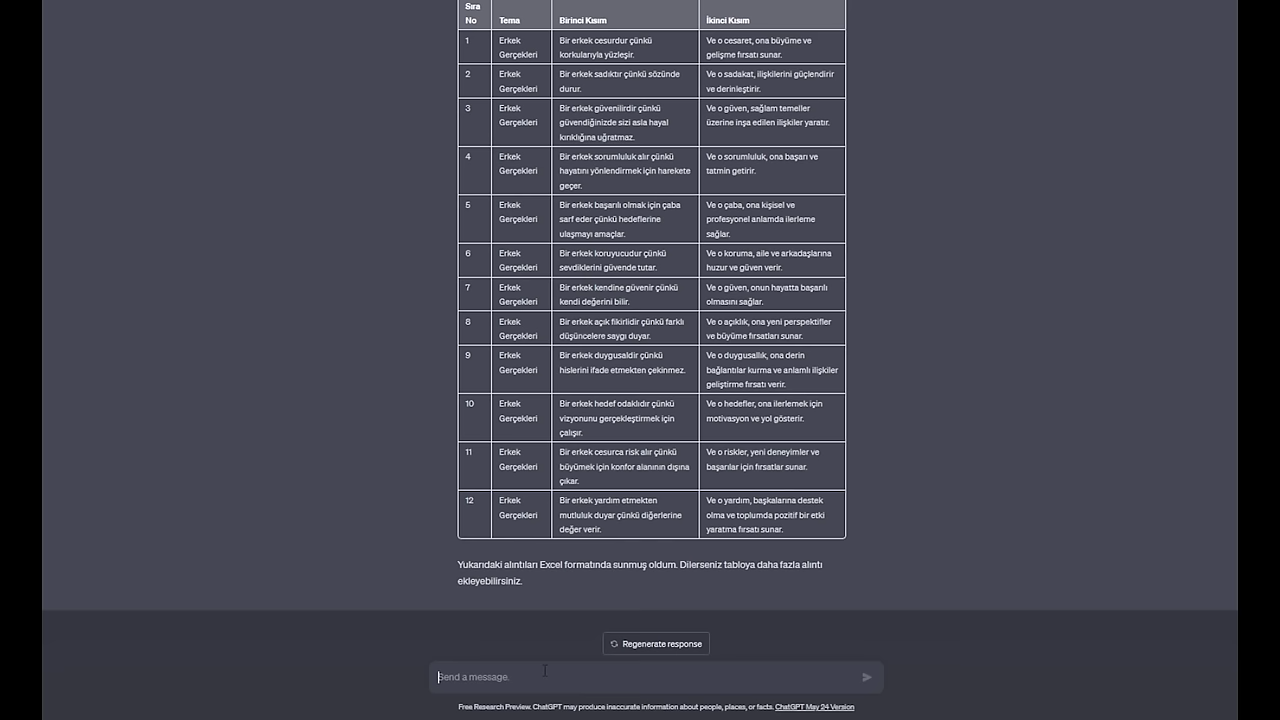 Sıra
No Tema Birinci Kısım İkinci Kısım
1 Erkek Bir erkek cesurdur çünkü Ve o cesaret, ona büyüme ve
Gerçekleri korkularıyla yüzleşir. gelişme fırsatı sunar.
2 Erkek Bir erkek sadıktır çünkü sözünde Ve o sadakat, ilişkilerini güçlendirir
Gerçekleri durur. ve derinleştirir.
3 Erkek Bir erkek güvenilirdir çünkü Ve o güven, sağlam temeller
Gerçekleri güvendiğinizde sizi asla hayal üzerine inşa edilen ilişkiler yaratır.
kırıklığına uğratmaz.
4 Erkek Bir erkek sorumluluk alır çünkü Ve o sorumluluk, ona başarı ve
Gerçekleri hayatını yönlendirmek için harekete tatmin getirir.
geçer.
5 Erkek Bir erkek başarılı olmak için çaba Ve o çaba, ona kişisel ve
Gerçekleri sarf eder çünkü hedeflerine profesyonel anlamda ilerleme
ulaşmayı amaçlar. sağlar.
6 Erkek Bir erkek koruyucudur çünkü Ve o koruma, aile ve arkadaşlarına
Gerçekleri sevdiklerini güvende tutar. huzur ve güven verir.
7 Erkek Bir erkek kendine güvenir çünkü Ve o güven, onun hayatta başarılı
Gerçekleri kendi değerini bilir. olmasını sağlar.
8 Erkek Bir erkek açık fikirlidir çünkü farklı Ve o açıklık, ona yeni perspektifler
Gerçekleri düşüncelere saygı duyar. ve büyüme fırsatları sunar.
9 Erkek Bir erkek duygusaldır çünkü Ve o duygusallık, ona derin
Gerçekleri hislerini ifade etmekten çekinmez. bağlantılar kurma ve anlamlı ilişkiler
geliştirme fırsatı verir.
10 Erkek Bir erkek hedef odaklıdır çünkü Ve o hedefler, ona ilerlemek için
Gerçekleri vizyonunu gerçekleştirmek için motivasyon ve yol gösterir.
çalışır.
11 Erkek Bir erkek cesurca risk alır çünkü Ve o riskler, yeni deneyimler ve
Gerçekleri büyümek için konfor alanının dışına başarılar için fırsatlar sunar.
çıkar.
12 Erkek Bir erkek yardım etmekten Ve o yardım, başkalarına destek
Gerçekleri mutluluk duyar çünkü diğerlerine olma ve toplumda pozitif bir etki
değer verir. yaratma fırsatı sunar.
Yukarıdaki alıntıları Excel formatında sunmuş oldum. Dilerseniz tabloya daha fazla alıntı
ekleyebilirsiniz.
Regenerate response
Send a message.
Free Research Preview. ChatGPT may produce inaccurate information about people, places, or facts. ChatGPT May 24 Version